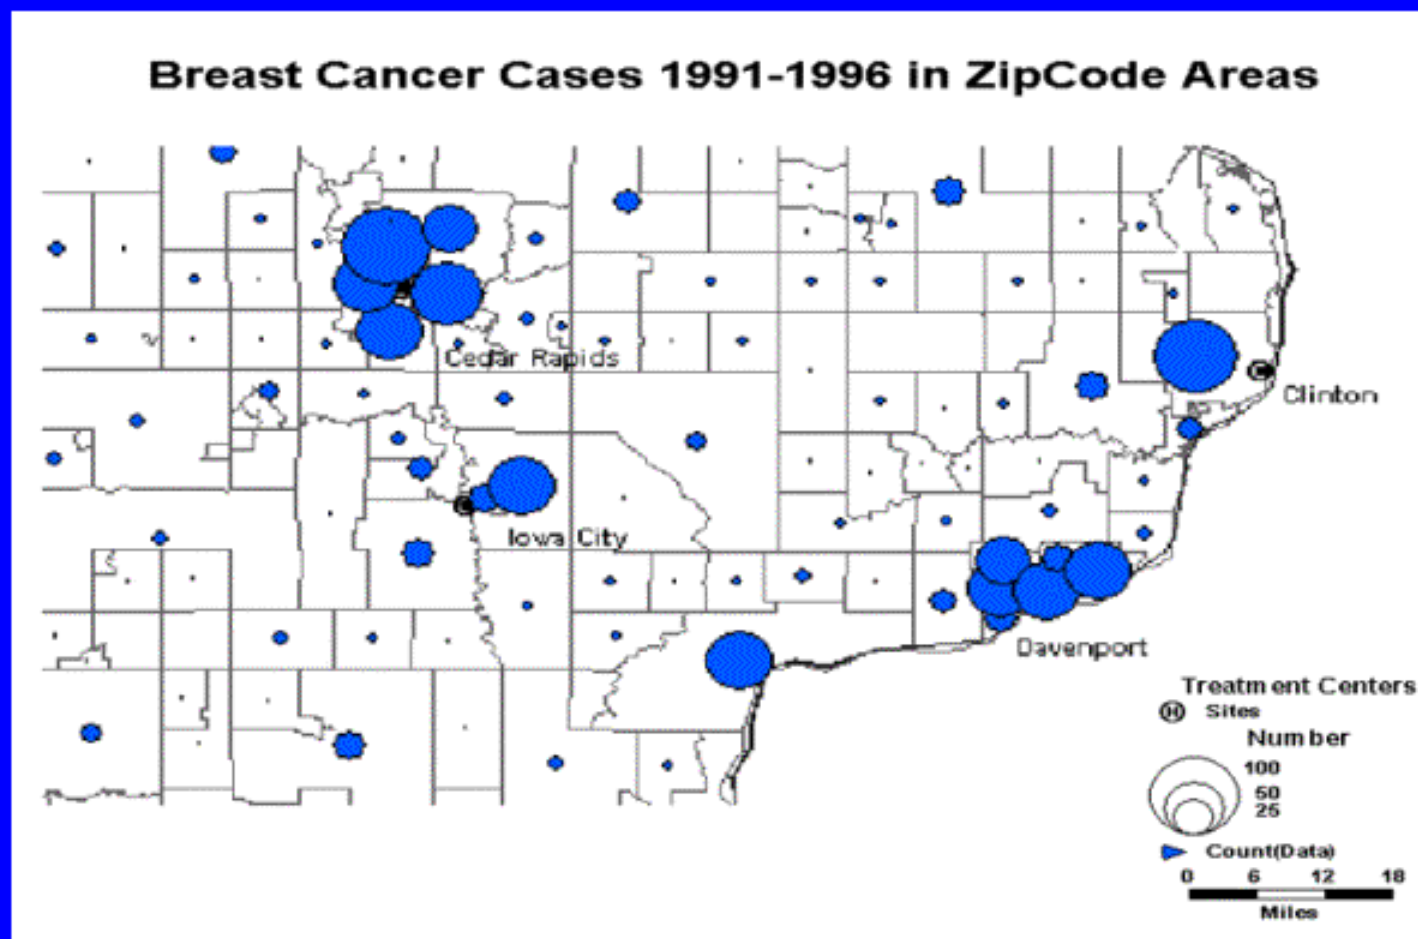 Breast Cancer Cases 1991-1996 in ZipCode Areas
Cedar Rapids
Clinton
Iowa City
Davenport
Treatment Centers
H Sites
Number
100
50
25
Count(Data)
0 6 12 18
Miles